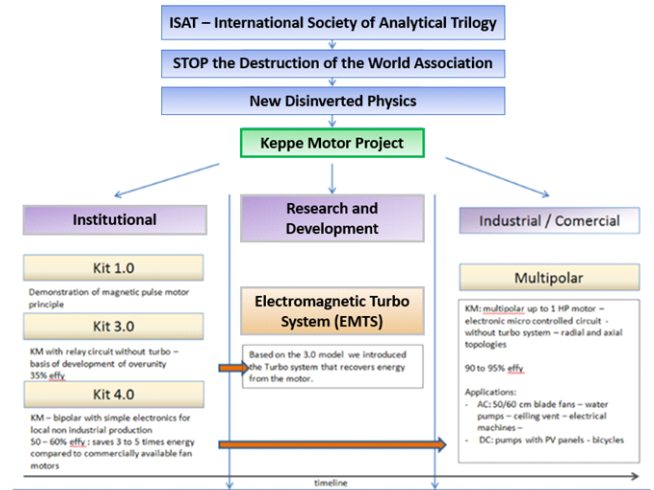 ISAT – International Society of Analytical Trilogy
STOP the Destruction of the World Association
New Disinverted Physics
Keppe Motor Project
Institutional
Kit 1.0
Demonstration of magnetic pulse motor
principle
Kit 3.0
KM with relay circuit without turbo –
basis of development of overunity
35% effy
Kit 4.0
KM – bipolar with simple electronics for
local non industrial production
50 – 60% effy : saves 3 to 5 times energy
compared to commercially available fan
motors
Research and
Development
Electromagnetic Turbo
System (EMTS)
Based on the 3.0 model we introduced
the Turbo system that recovers energy
from the motor.
Industrial / Comercial
Multipolar
KM: multipolar up to 1 HP motor –
electronic micro controlled circuit -
without turbo system – radial and axial
topologies
90 to 95% effy
Applications:
- AC: 50/60 cm blade fans – water
pumps – ceiling vent – electrical
machines –
- DC: pumps with PV panels - bicycles
timeline